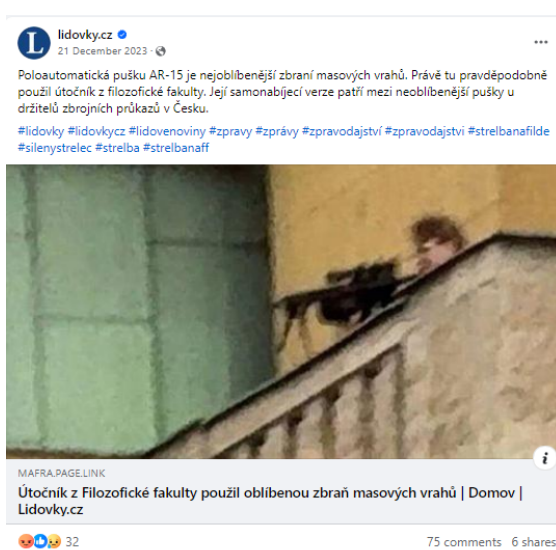 lidovky.cz
21 December 2023 ·
Poloautomatická pušku AR-15 je nejoblíbenější zbraní masových vrahů. Právě tu pravděpodobně
použil útočník z filozofické fakulty. Její samonabíjecí verze patří mezi neoblíbenější pušky u
držitelů zbrojních průkazů v Česku.
#lidovky #lidovkycz #lidovenoviny #zpravy #zprávy #zpravodajství #zpravodajstvi #strelbanafilde
#silenystrelec #strelba #strelbanaff
MAFRA.PAGE.LINK
Útočník z Filozofické fakulty použil oblíbenou zbraň masových vrahů | Domov |
Lidovky.cz
32
75 comments 6 shares